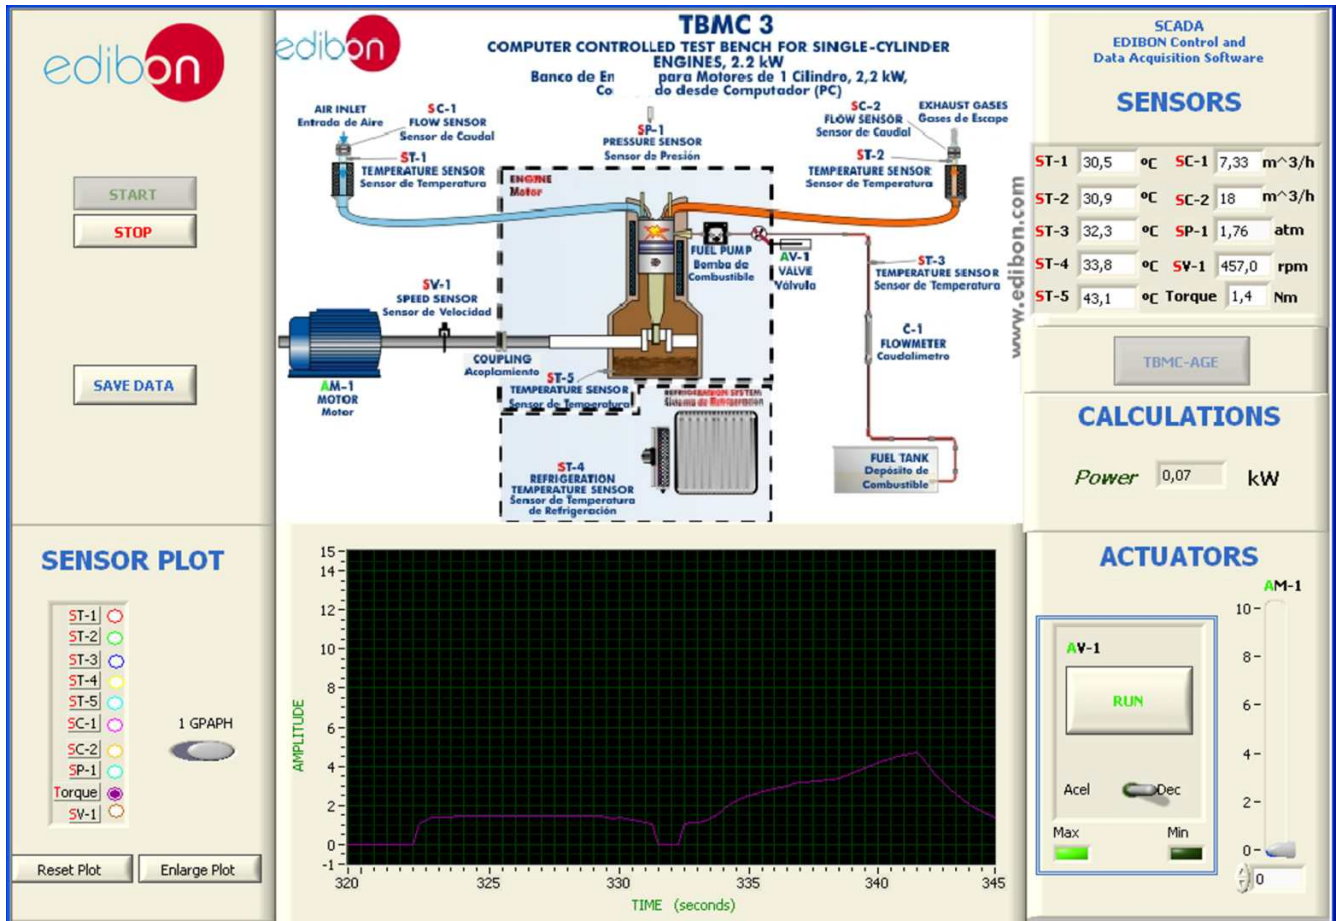 edibon
START
STOP
SAVE DATA
edibon
TBMC 3
COMPUTER CONTROLLED TEST BENCH FOR SINGLE-CYLINDER
ENGINES, 2.2 kW
Banco de En para Motores de 1 Cilindro, 2,2 kW,
Co do desde Computador (PC)
AIR INLET
Entrada de Aire
SC-1
FLOW SENSOR
Sensor de Caudal
ST-1
TEMPERATURE SENSOR
Sensor de Temperatura
SP-1
PRESSURE SENSOR
Sensor de Presión
SC-2
FLOW SENSOR
Sensor de Caudal
EXHAUST GASES
Gases de Escape
ST-2
TEMPERATURE SENSOR
Sensor de Temperatura
ENGINE
Motor
FUEL PUMP
Bomba de
Combustible
AV-1
VALVE
Válvula
ST-3
TEMPERATURE SENSOR
Sensor de Temperatura
SV-1
SPEED SENSOR
Sensor de Velocidad
C-1
FLOWMETER
Caudalímetro
COUPLING
Acoplamiento
AM-1
MOTOR
Motor
ST-5
TEMPERATURE SENSOR
Sensor de Temperatura
REFRIGERATION SYSTEM
Sistema de Refrigeración
ST-4
REFRIGERATION
TEMPERATURE SENSOR
Sensor de Temperatura
de Refrigeración
FUEL TANK
Depósito de
Combustible
www.edibon.com
SCADA
EDIBON Control and
Data Acquisition Software
SENSORS
ST-1 30,5 ºC SC-1 7,33 m^3/h
ST-2 30,9 ºC SC-2 18 m^3/h
ST-3 32,3 ºC SP-1 1,76 atm
ST-4 33,8 ºC SV-1 457,0 rpm
ST-5 43,1 ºC Torque 1,4 Nm
TBMC-AGE
CALCULATIONS
Power 0,07 kW
SENSOR PLOT
ST-1
ST-2
ST-3
ST-4
ST-5
SC-1
SC-2
SP-1
Torque
SV-1
1 GPAPH
Reset Plot Enlarge Plot
AMPLITUDE
15
14
12
10
8
6
4
2
0
-1
320 325 330 335 340 345
TIME (seconds)
ACTUATORS
AM-1
AV-1
RUN
Acel Dec
Max Min
10
8
6
4
2
0
0